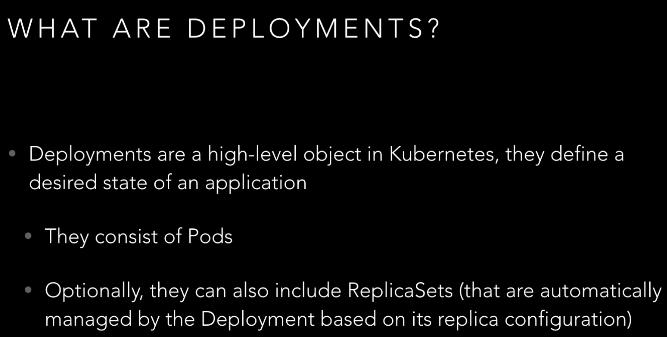 WHAT ARE DEPLOYMENTS?
Deployments are a high-level object in Kubernetes, they define a
desired state of an application
They consist of Pods
Optionally, they can also include ReplicaSets (that are automatically
managed by the Deployment based on its replica configuration)